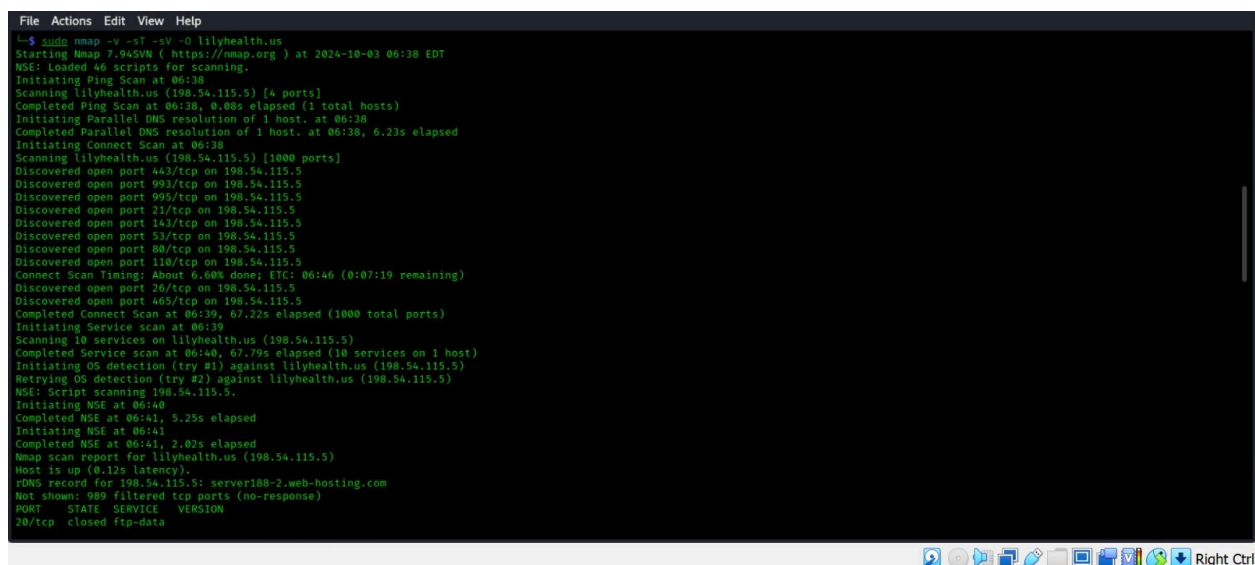 File Actions Edit View Help
└─$ sudo nmap -v -sT -sV -O lilyhealth.us
Starting Nmap 7.94SVN ( https://nmap.org ) at 2024-10-03 06:38 EDT
NSE: Loaded 46 scripts for scanning.
Initiating Ping Scan at 06:38
Scanning lilyhealth.us (198.54.115.5) [4 ports]
Completed Ping Scan at 06:38, 0.08s elapsed (1 total hosts)
Initiating Parallel DNS resolution of 1 host. at 06:38
Completed Parallel DNS resolution of 1 host. at 06:38, 6.23s elapsed
Initiating Connect Scan at 06:38
Scanning lilyhealth.us (198.54.115.5) [1000 ports]
Discovered open port 443/tcp on 198.54.115.5
Discovered open port 993/tcp on 198.54.115.5
Discovered open port 995/tcp on 198.54.115.5
Discovered open port 21/tcp on 198.54.115.5
Discovered open port 143/tcp on 198.54.115.5
Discovered open port 53/tcp on 198.54.115.5
Discovered open port 80/tcp on 198.54.115.5
Discovered open port 110/tcp on 198.54.115.5
Connect Scan Timing: About 6.60% done; ETC: 06:46 (0:07:19 remaining)
Discovered open port 26/tcp on 198.54.115.5
Discovered open port 465/tcp on 198.54.115.5
Completed Connect Scan at 06:39, 67.22s elapsed (1000 total ports)
Initiating Service scan at 06:39
Scanning 10 services on lilyhealth.us (198.54.115.5)
Completed Service scan at 06:40, 67.79s elapsed (10 services on 1 host)
Initiating OS detection (try #1) against lilyhealth.us (198.54.115.5)
Retrying OS detection (try #2) against lilyhealth.us (198.54.115.5)
NSE: Script scanning 198.54.115.5.
Initiating NSE at 06:40
Completed NSE at 06:41, 5.25s elapsed
Initiating NSE at 06:41
Completed NSE at 06:41, 2.02s elapsed
Nmap scan report for lilyhealth.us (198.54.115.5)
Host is up (0.12s latency).
rDNS record for 198.54.115.5: server188-2.web-hosting.com
Not shown: 989 filtered tcp ports (no-response)
PORT STATE SERVICE VERSION
20/tcp closed ftp-data
Right Ctrl